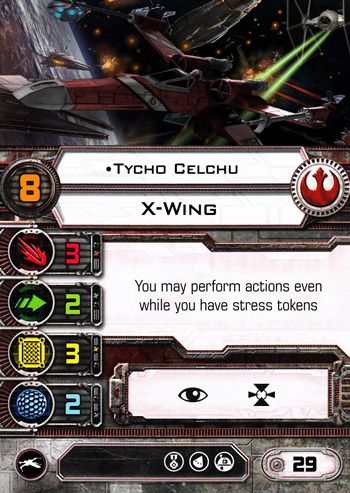 •Tycho Celchu
8
X-Wing
3
You may perform actions even
while you have stress tokens
2
3
2
29